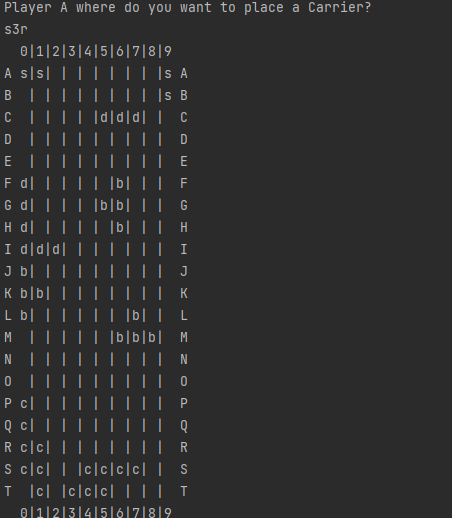 Player A where do you want to place a Carrier?
s3r
  0|1|2|3|4|5|6|7|8|9
A s|s| | | | | | | |s A
B  | | | | | | | | |s B
C  | | | | |d|d|d| |  C
D  | | | | | | | | |  D
E  | | | | | | | | |  E
F d| | | | | |b| | |  F
G d| | | | |b|b| | |  G
H d| | | | | |b| | |  H
I d|d|d| | | | | | |  I
J b| | | | | | | | |  J
K b|b| | | | | | | |  K
L b| | | | | | |b| |  L
M  | | | | | |b|b|b|  M
N  | | | | | | | | |  N
O  | | | | | | | | |  O
P c| | | | | | | | |  P
Q c| | | | | | | | |  Q
R c|c| | | | | | | |  R
S c|c| | |c|c|c|c| |  S
T  |c| |c|c|c| | | |  T
  0|1|2|3|4|5|6|7|8|9